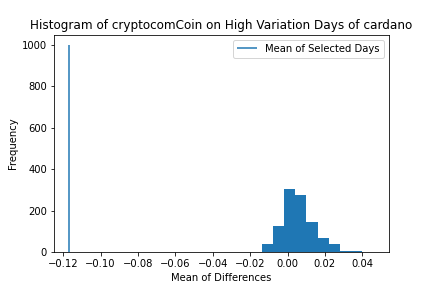 Histogram of cryptocomCoin on High Variation Days of cardano
Mean of Selected Days
1000
800
600
400
200
0
Frequency
−0.12 −0.10 −0.08 −0.06 −0.04 −0.02 0.00 0.02 0.04
Mean of Differences